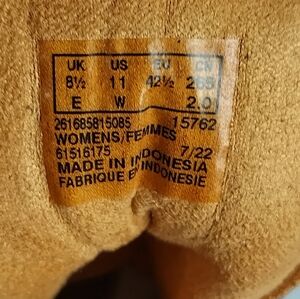 UK US EU CM
8½ 11 42½ 265
E W 2.0
261685815085 15762
WOMENS/FEMMES
61516175 7/22
MADE IN INDONESIA
FABRIQUE EN INDONESIE